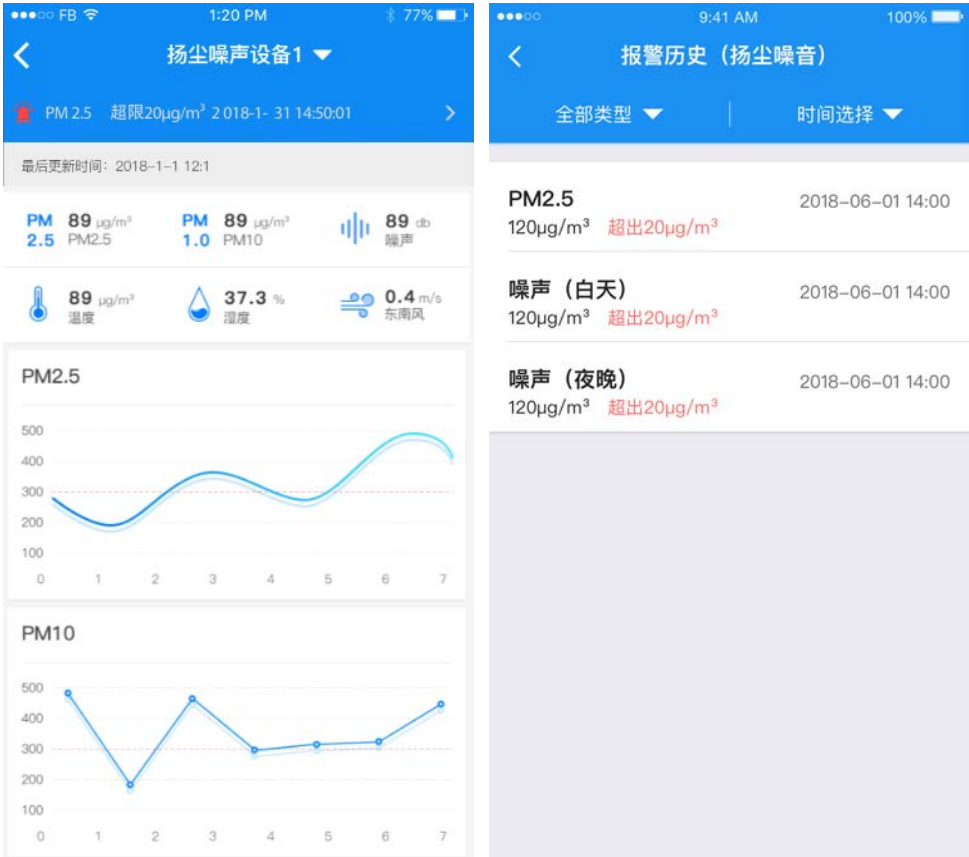 FB 1:20 PM 77%
扬尘噪声设备1
PM 2.5 超限20μg/m³ 2 018-1- 31 14:50:01
最后更新时间：2018-1-1 12:1
PM 2.5 89 μg/m³ PM2.5
PM 1.0 89 μg/m³ PM10
89 db 噪声
89 μg/m³ 温度
37.3 % 湿度
0.4 m/s 东南风
PM2.5
500
400
300
200
100
0 1 2 3 4 5 6 7
PM10
500
400
300
200
100
0 1 2 3 4 5 6 7
9:41 AM 100%
报警历史（扬尘噪音）
全部类型 时间选择
PM2.5 2018-06-01 14:00
120μg/m³ 超出20μg/m³
噪声（白天） 2018-06-01 14:00
120μg/m³ 超出20μg/m³
噪声（夜晚） 2018-06-01 14:00
120μg/m³ 超出20μg/m³